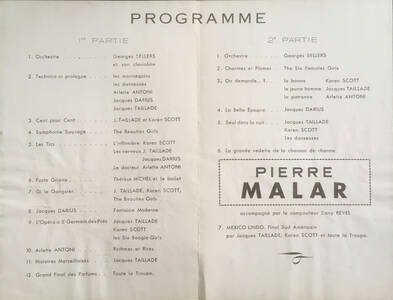 PROGRAMME
1re PARTIE
1. Orchestre . . . . Georges SELLERS
et son clavioline
2. Technico et prologue . . . les mannequins
les danseuses
Arlette ANTONI
Jacques DARIUS
Jacques TAILLADE
3. Cent pour Cent . . . J. TAILLADE et Karen SCOTT
4. Symphonie Sauvage . . The Beauties Girls
5. Les Tics . . . . L'infirmière Karen SCOTT
Les nerveux J. TAILLADE
Jacques DARIUS
Le docteur Arlette ANTONI
6. Gitane . . . . Thérèse MICHEL et le ballet
7. Gi le Gangster . . . J. TAILLADE, Karen SCOTT,
The Beauties Girls
8. Jacques DARIUS . . . Fantaisie Moderne
9. L'Opéra à St-Germain des Prés Jacques TAILLADE
Karen SCOTT
les Six Boogie-Girls
10. Arlette ANTONI . . . Rythmes et Rires
11. Histoires Marseillaises . . Jacques TAILLADE
12. Grand Final des Parfums . . Toute la Troupe.
2e PARTIE
1. Orchestre . . . . Georges SELLERS
2. Charmes et Plumes . . The Six Beauties Girls
3. On demande... . . la bonne Karen SCOTT
le jeune homme Jacques TAILLADE
la patronne Arlette ANTONI
4. La Belle Époque . . . Jacques DARIUS
5. Seul dans la nuit . . . Jacques TAILLADE
Karen SCOTT
Les danseuses
6. La grande vedette de la chanson de charme
PIERRE
MALAR
accompagné par le compositeur Dany REVEL
7. MEXICO LINDO. Final Sud Américain
par Jacques TAILLADE, Karen SCOTT et toute la Troupe.